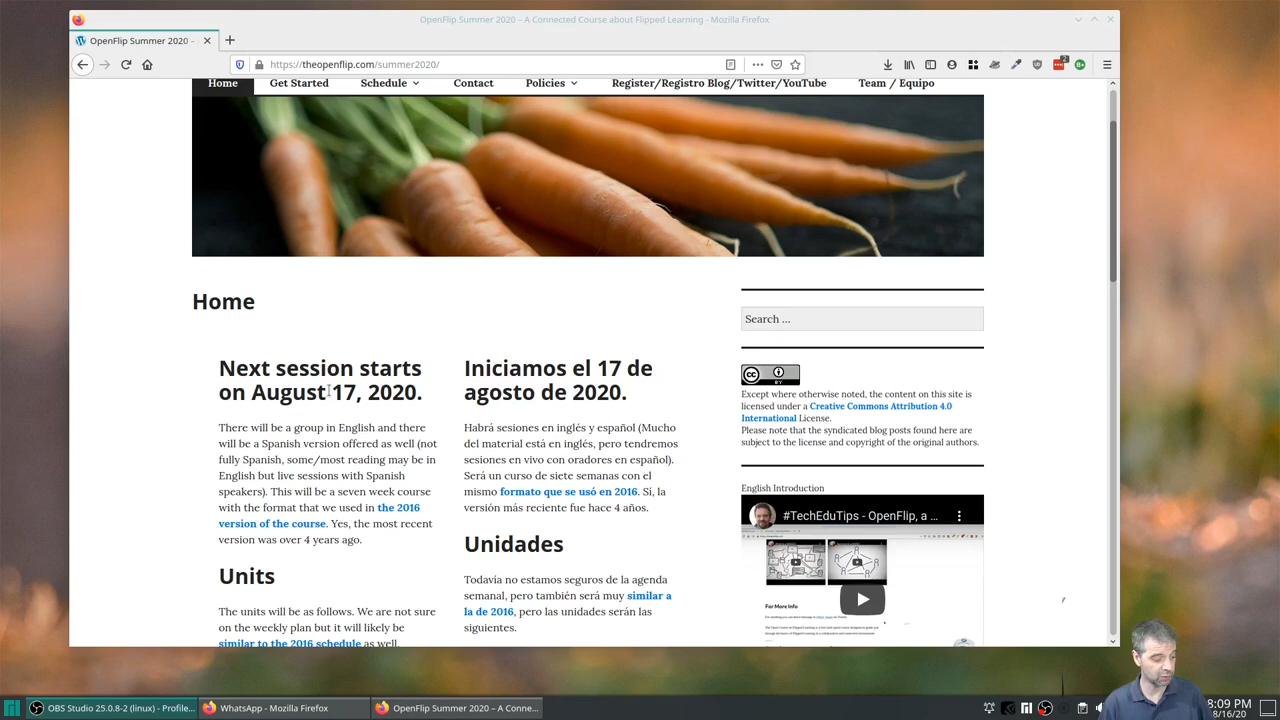 OpenFlip Summer 2020 – A Connected Course about Flipped Learning - Mozilla Firefox
OpenFlip Summer 2020 –
https://theopenflip.com/summer2020/
Home Get Started Schedule Contact Policies Register/Registro Blog/Twitter/YouTube Team / Equipo
Home
Next session starts
on August 17, 2020.
There will be a group in English and there
will be a Spanish version offered as well (not
fully Spanish, some/most reading may be in
English but live sessions with Spanish
speakers). This will be a seven week course
with the format that we used in the 2016
version of the course. Yes, the most recent
version was over 4 years ago.
Units
The units will be as follows. We are not sure
on the weekly plan but it will likely be
similar to the 2016 schedule as well.
Iniciamos el 17 de
agosto de 2020.
Habrá sesiones en inglés y español (Mucho
del material está en inglés, pero tendremos
sesiones en vivo con oradores en español).
Será un curso de siete semanas con el
mismo formato que se usó en 2016. Sí, la
versión más reciente fue hace 4 años.
Unidades
Todavía no estamos seguros de la agenda
semanal, pero también será muy similar a
la de 2016, pero las unidades serán las
siguientes.
Search …
CC BY
Except where otherwise noted, the content on this site is
licensed under a Creative Commons Attribution 4.0
International License.
Please note that the syndicated blog posts found here are
subject to the license and copyright of the original authors.
English Introduction
#TechEduTips - OpenFlip, a ...
For More Info
OBS Studio 25.0.8-2 (linux) - Profile...
WhatsApp - Mozilla Firefox
OpenFlip Summer 2020 – A Conne...
8:09 PM
8/16/20